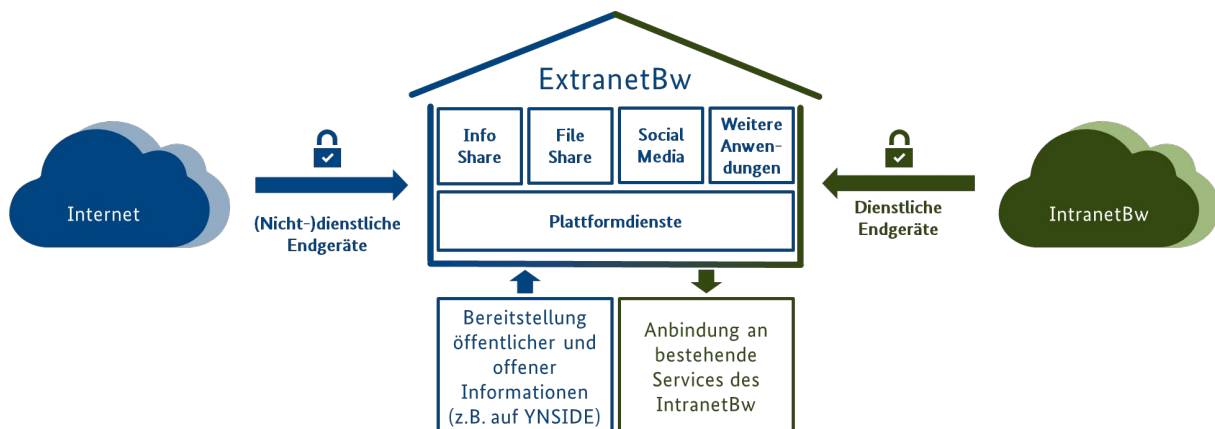 ExtranetBw
Info
Share
File
Share
Social
Media
Weitere
Anwen-
dungen
Plattformdienste
Internet
(Nicht-)dienstliche
Endgeräte
Dienstliche
Endgeräte
IntranetBw
Bereitstellung
öffentlicher und
offener
Informationen
(z.B. auf YNSIDE)
Anbindung an
bestehende
Services des
IntranetBw